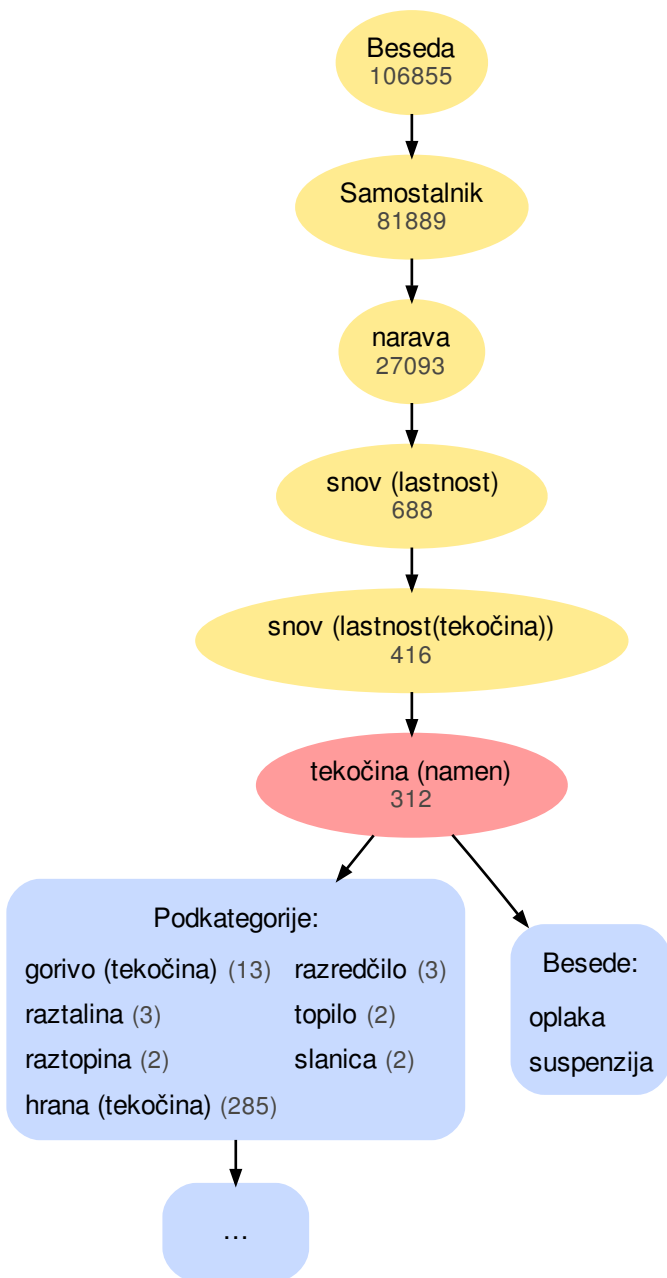 Beseda
106855
Samostalnik
81889
narava
27093
snov (lastnost)
688
snov (lastnost(tekočina))
416
tekočina (namen)
312
Podkategorije:
gorivo (tekočina) (13) razredčilo (3)
raztalina (3) topilo (2)
raztopina (2) slanica (2)
hrana (tekočina) (285)
Besede:
oplaka
suspenzija
...